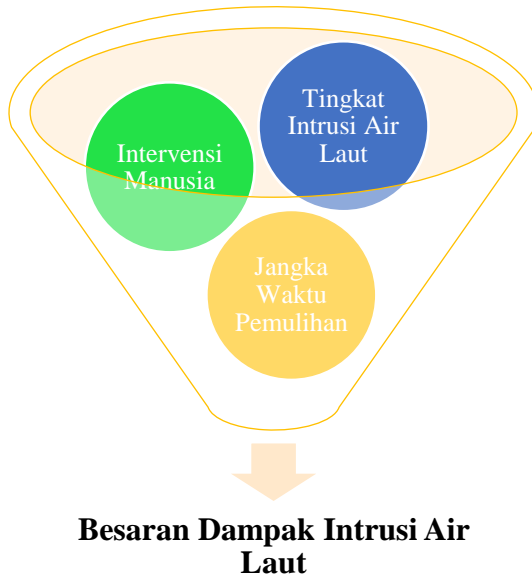 Tingkat
Intrusi Air
Laut
Intervensi
Manusia
Jangka
Waktu
Pemulihan
Besaran Dampak Intrusi Air
Laut